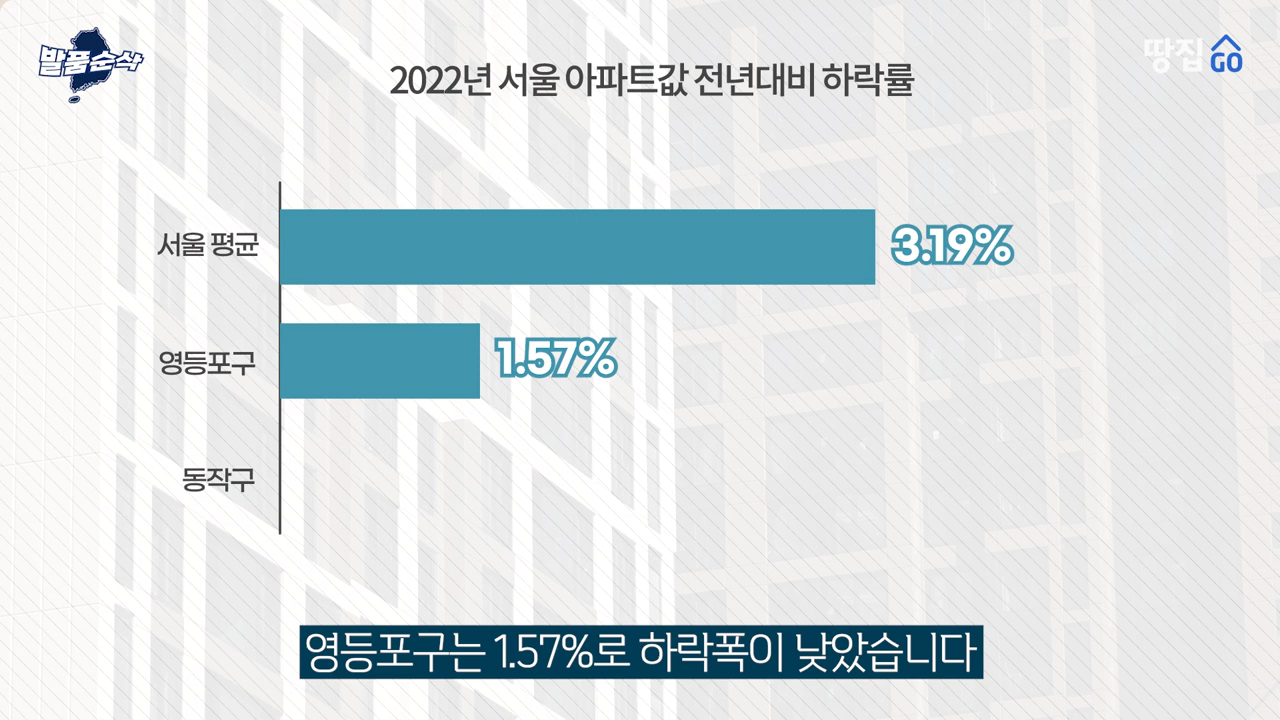 발품순삭
땅집GO
2022년 서울 아파트값 전년대비 하락률
서울 평균
3.19%
영등포구
1.57%
동작구
영등포구는 1.57%로 하락폭이 낮았습니다